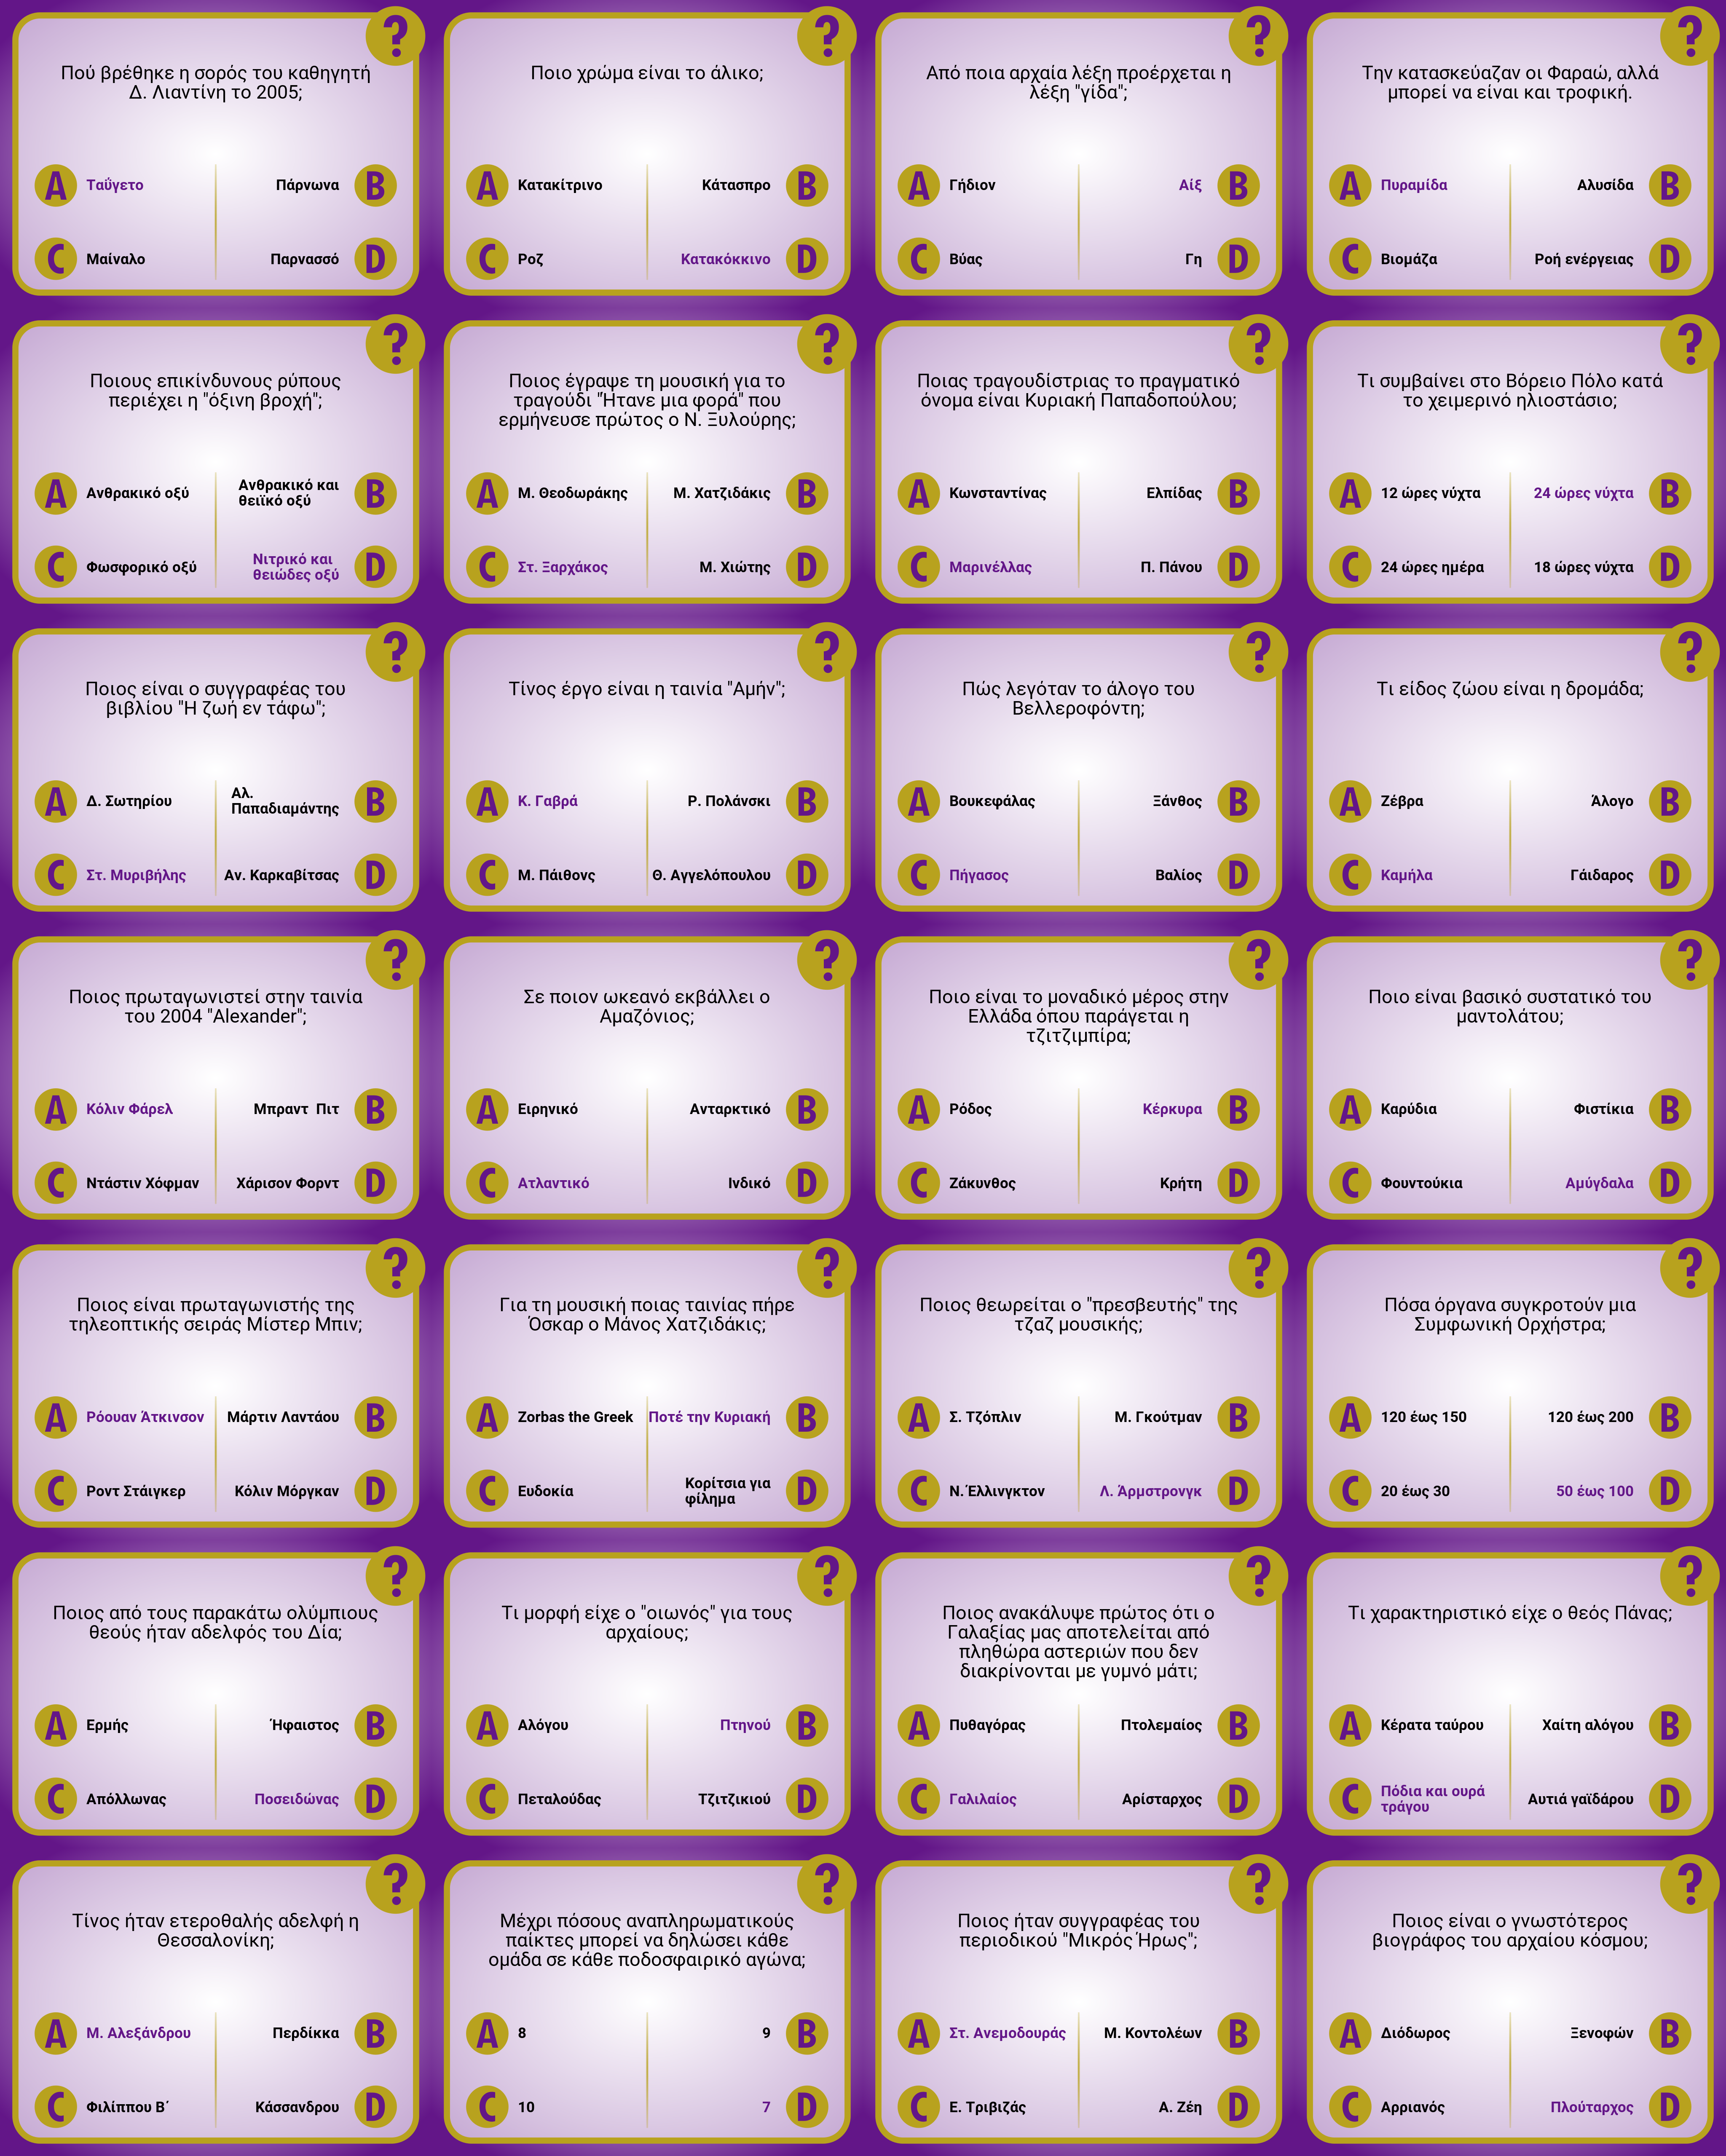 ?
Πού βρέθηκε η σορός του καθηγητή
Δ. Λιαντίνη το 2005;
A Ταΰγετο
Πάρνωνα B
C Μαίναλο
Παρνασσό D
?
Ποιο χρώμα είναι το άλικο;
A Κατακίτρινο
Κάτασπρο B
C Ροζ
Κατακόκκινο D
?
Από ποια αρχαία λέξη προέρχεται η
λέξη "γίδα";
A Γήδιον
Αίξ B
C Βύας
Γη D
?
Την κατασκεύαζαν οι Φαραώ, αλλά
μπορεί να είναι και τροφική.
A Πυραμίδα
Αλυσίδα B
C Βιομάζα
Ροή ενέργειας D
?
Ποιους επικίνδυνους ρύπους
περιέχει η "όξινη βροχή";
A Ανθρακικό οξύ
Ανθρακικό και
θειϊκό οξύ B
C Φωσφορικό οξύ
Νιτρικό και
θειώδες οξύ D
?
Ποιος έγραψε τη μουσική για το
τραγούδι "Ήτανε μια φορά" που
ερμήνευσε πρώτος ο Ν. Ξυλούρης;
A Μ. Θεοδωράκης
Μ. Χατζιδάκις B
C Στ. Ξαρχάκος
Μ. Χιώτης D
?
Ποιας τραγουδίστριας το πραγματικό
όνομα είναι Κυριακή Παπαδοπούλου;
A Κωνσταντίνας
Ελπίδας B
C Μαρινέλλας
Π. Πάνου D
?
Τι συμβαίνει στο Βόρειο Πόλο κατά
το χειμερινό ηλιοστάσιο;
A 12 ώρες νύχτα
24 ώρες νύχτα B
C 24 ώρες ημέρα
18 ώρες νύχτα D
?
Ποιος είναι ο συγγραφέας του
βιβλίου "Η ζωή εν τάφω";
A Δ. Σωτηρίου
Αλ.
Παπαδιαμάντης B
C Στ. Μυριβήλης
Αν. Καρκαβίτσας D
?
Τίνος έργο είναι η ταινία "Αμήν";
A Κ. Γαβρά
Ρ. Πολάνσκι B
C Μ. Πάιθονς
Θ. Αγγελόπουλου D
?
Πώς λεγόταν το άλογο του
Βελλεροφόντη;
A Βουκεφάλας
Ξάνθος B
C Πήγασος
Βαλίος D
?
Τι είδος ζώου είναι η δρομάδα;
A Ζέβρα
Άλογο B
C Καμήλα
Γάιδαρος D
?
Ποιος πρωταγωνιστεί στην ταινία
του 2004 "Alexander";
A Κόλιν Φάρελ
Μπραντ Πιτ B
C Ντάστιν Χόφμαν
Χάρισον Φορντ D
?
Σε ποιον ωκεανό εκβάλλει ο
Αμαζόνιος;
A Ειρηνικό
Ανταρκτικό B
C Ατλαντικό
Ινδικό D
?
Ποιο είναι το μοναδικό μέρος στην
Ελλάδα όπου παράγεται η
τζιτζιμπίρα;
A Ρόδος
Κέρκυρα B
C Ζάκυνθος
Κρήτη D
?
Ποιο είναι βασικό συστατικό του
μαντολάτου;
A Καρύδια
Φιστίκια B
C Φουντούκια
Αμύγδαλα D
?
Ποιος είναι πρωταγωνιστής της
τηλεοπτικής σειράς Μίστερ Μπιν;
A Ρόουαν Άτκινσον
Μάρτιν Λαντάου B
C Ροντ Στάιγκερ
Κόλιν Μόργκαν D
?
Για τη μουσική ποιας ταινίας πήρε
Όσκαρ ο Μάνος Χατζιδάκις;
A Zorbas the Greek
Ποτέ την Κυριακή B
C Ευδοκία
Κορίτσια για
φίλημα D
?
Ποιος θεωρείται ο "πρεσβευτής" της
τζαζ μουσικής;
A Σ. Τζόπλιν
Μ. Γκούτμαν B
C Ν. Έλλινγκτον
Λ. Άρμστρονγκ D
?
Πόσα όργανα συγκροτούν μια
Συμφωνική Ορχήστρα;
A 120 έως 150
120 έως 200 B
C 20 έως 30
50 έως 100 D
?
Ποιος από τους παρακάτω ολύμπιους
θεούς ήταν αδελφός του Δία;
A Ερμής
Ήφαιστος B
C Απόλλωνας
Ποσειδώνας D
?
Τι μορφή είχε ο "οιωνός" για τους
αρχαίους;
A Αλόγου
Πτηνού B
C Πεταλούδας
Τζιτζικιού D
?
Ποιος ανακάλυψε πρώτος ότι ο
Γαλαξίας μας αποτελείται από
πληθώρα αστεριών που δεν
διακρίνονται με γυμνό μάτι;
A Πυθαγόρας
Πτολεμαίος B
C Γαλιλαίος
Αρίσταρχος D
?
Τι χαρακτηριστικό είχε ο θεός Πάνας;
A Κέρατα ταύρου
Χαίτη αλόγου B
C Πόδια και ουρά
τράγου
Αυτιά γαϊδάρου D
?
Τίνος ήταν ετεροθαλής αδελφή η
Θεσσαλονίκη;
A Μ. Αλεξάνδρου
Περδίκκα B
C Φιλίππου Β΄
Κάσσανδρου D
?
Μέχρι πόσους αναπληρωματικούς
παίκτες μπορεί να δηλώσει κάθε
ομάδα σε κάθε ποδοσφαιρικό αγώνα;
A 8
9 B
C 10
7 D
?
Ποιος ήταν συγγραφέας του
περιοδικού "Μικρός Ήρως";
A Στ. Ανεμοδουράς
Μ. Κοντολέων B
C Ε. Τριβιζάς
Α. Ζέη D
?
Ποιος είναι ο γνωστότερος
βιογράφος του αρχαίου κόσμου;
A Διόδωρος
Ξενοφών B
C Αρριανός
Πλούταρχος D